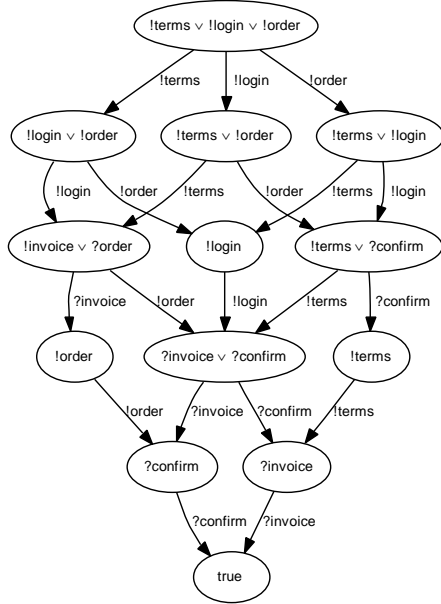 !terms ∨ !login ∨ !order
!terms !login !order
!login ∨ !order !terms ∨ !order !terms ∨ !login
!login !order !terms !order !terms !login
!invoice ∨ ?order !login !terms ∨ ?confirm
?invoice !order !login !terms ?confirm
!order ?invoice ∨ ?confirm !terms
!order ?invoice ?confirm !terms
?confirm ?invoice
?confirm ?invoice
true